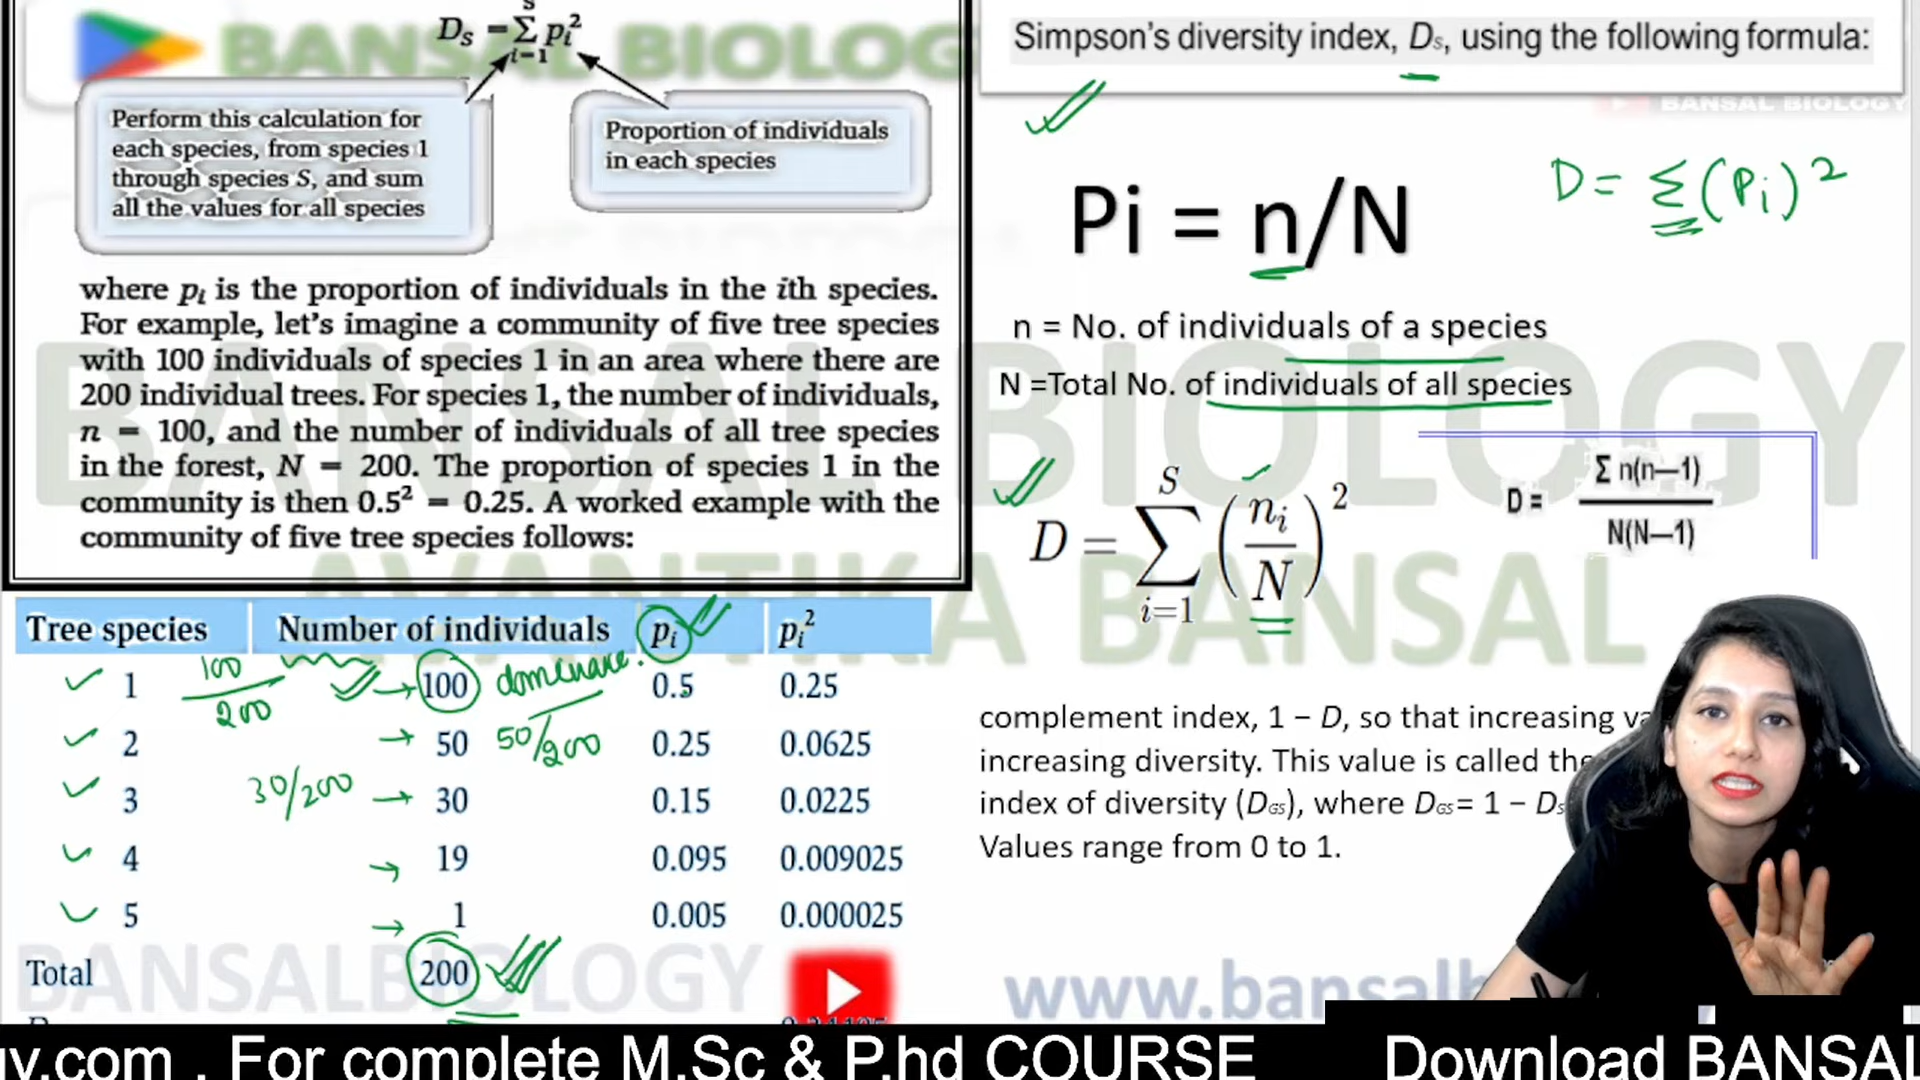 BANSAL BIOLOGY
S
Ds = Σ pi²
i=1
Perform this calculation for
each species, from species 1
through species S, and sum
all the values for all species
Proportion of individuals
in each species
where pi is the proportion of individuals in the ith species.
For example, let's imagine a community of five tree species
with 100 individuals of species 1 in an area where there are
200 individual trees. For species 1, the number of individuals,
n = 100, and the number of individuals of all tree species
in the forest, N = 200. The proportion of species 1 in the
community is then 0.5² = 0.25. A worked example with the
community of five tree species follows:
Tree species Number of individuals pi pi²
1 100/200 100 dominance. 0.5 0.25
2 50 50/200 0.25 0.0625
3 30/200 30 0.15 0.0225
4 19 0.095 0.009025
5 1 0.005 0.000025
Total 200
Simpson's diversity index, Ds, using the following formula:
BANSAL BIOLOGY
D = Σ(Pi)²
Pi = n/N
n = No. of individuals of a species
N =Total No. of individuals of all species
S
D = Σ (ni/N)²
i=1
D = Σ n(n–1)
N(N–1)
complement index, 1 – D, so that increasing
increasing diversity. This value is called the
index of diversity (DGS), where DGS = 1 – Ds
Values range from 0 to 1.
BANSAL BIOLOGY
AVANTIKA BANSAL
BANSALBIOLOGY
www.bansalb
y.com . For complete M.Sc & P.hd COURSE Download BANSAL